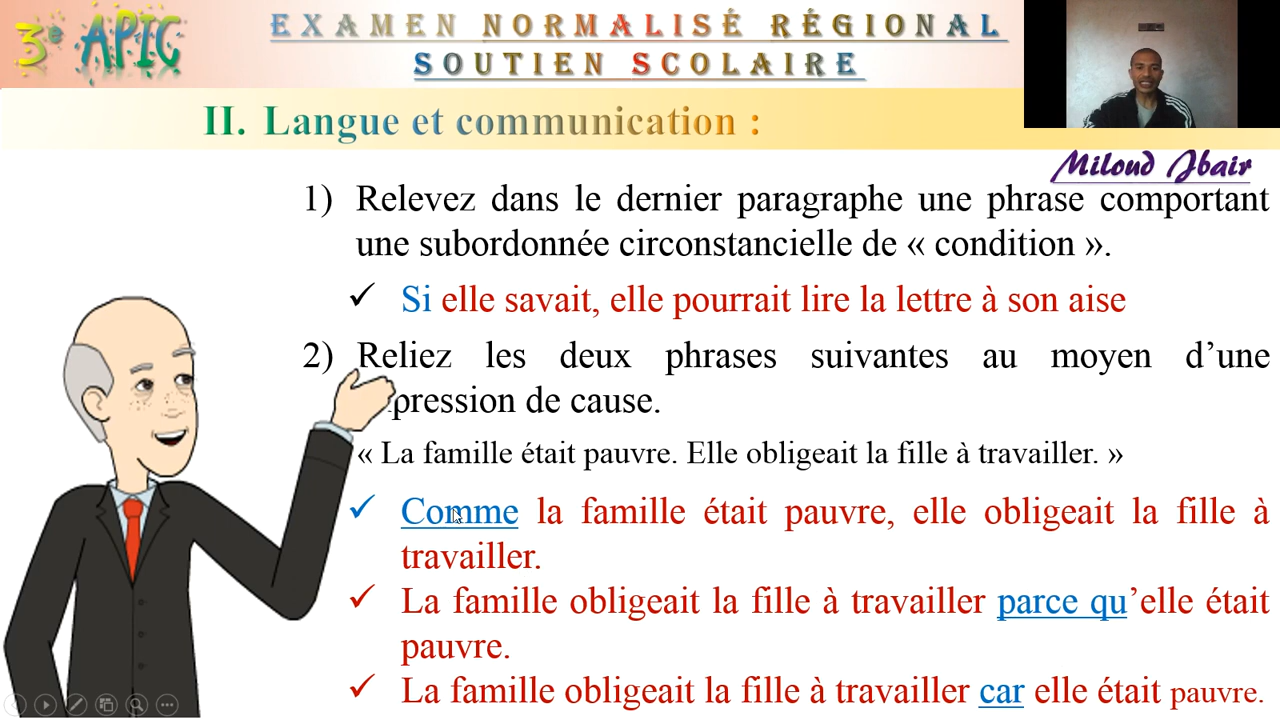 3e APIC
EXAMEN NORMALISÉ RÉGIONAL
SOUTIEN SCOLAIRE
II. Langue et communication :
Miloud Jbair
1) Relevez dans le dernier paragraphe une phrase comportant
une subordonnée circonstancielle de « condition ».
✓ Si elle savait, elle pourrait lire la lettre à son aise
2) Reliez les deux phrases suivantes au moyen d’une
pression de cause.
« La famille était pauvre. Elle obligeait la fille à travailler. »
✓ Comme la famille était pauvre, elle obligeait la fille à
travailler.
✓ La famille obligeait la fille à travailler parce qu’elle était
pauvre.
✓ La famille obligeait la fille à travailler car elle était pauvre.